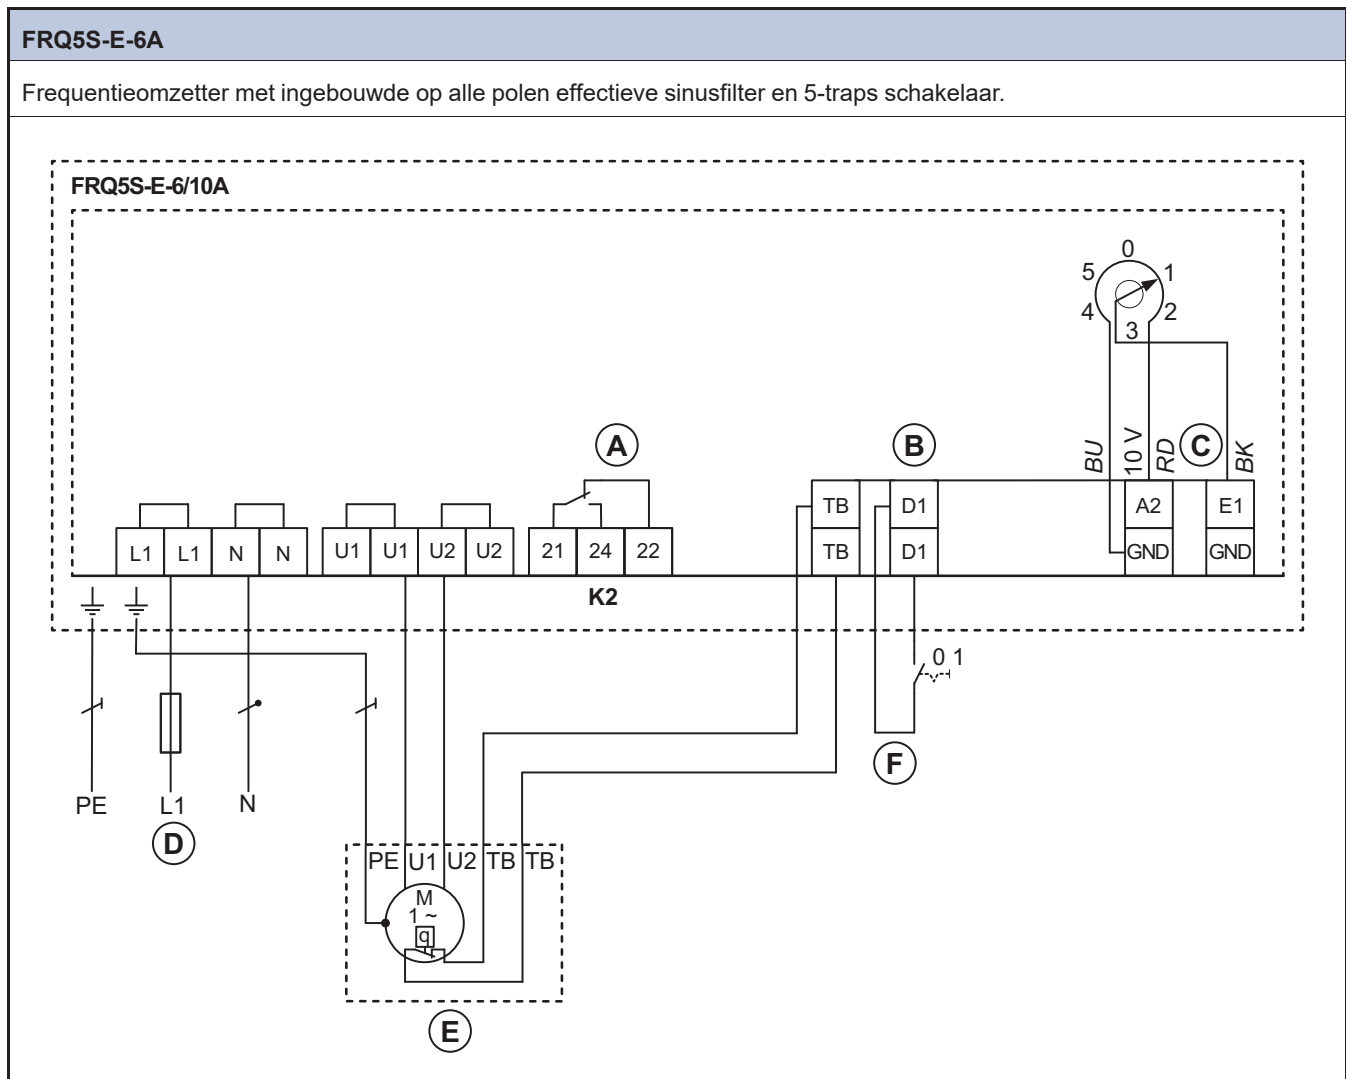 FRQ5S-E-6A
Frequentieomzetter met ingebouwde op alle polen effectieve sinusfilter en 5-traps schakelaar.
FRQ5S-E-6/10A
0
5 1
4 2
3
A B BU 10 V RD C BK
TB D1 A2 E1
L1 L1 N N U1 U1 U2 U2 21 24 22 TB D1 GND GND
K2
0 1
F
PE L1 N
D
PE U1 U2 TB TB
M
1 ~
q
E